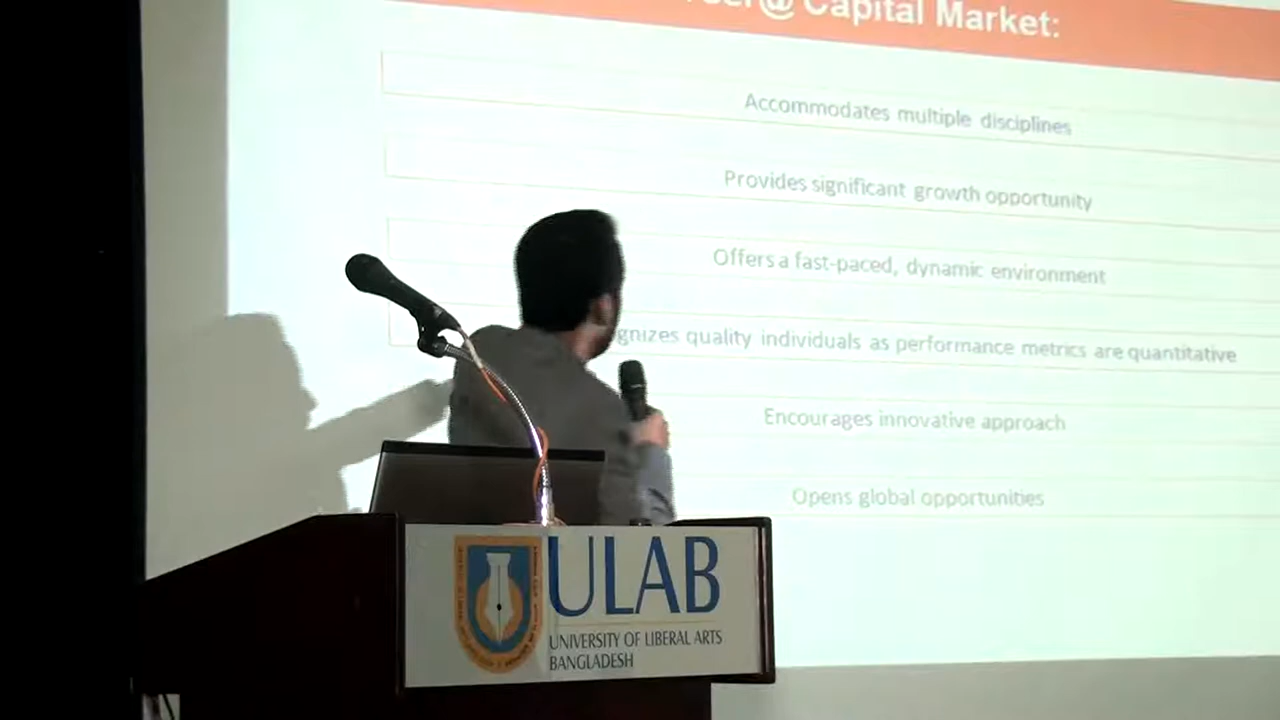 Capital Market:
Accommodates multiple disciplines
Provides significant growth opportunity
Offers a fast-paced, dynamic environment
quality individuals as performance metrics are quantitative
Encourages innovative approach
Opens global opportunities
ULAB
UNIVERSITY OF LIBERAL ARTS
BANGLADESH